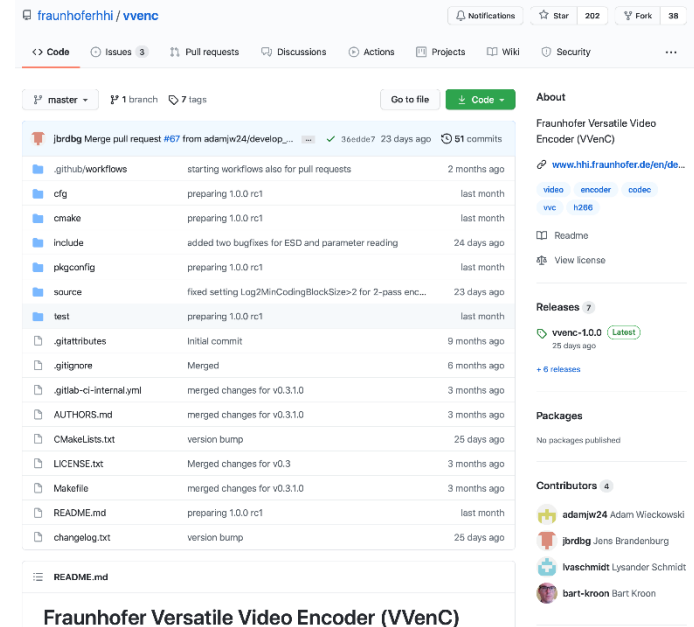 fraunhoferhhi / vvenc
Notifications Star 202 Fork 38
Code Issues 3 Pull requests Discussions Actions Projects Wiki Security ...
master 1 branch 7 tags Go to file Code
jbrdbg Merge pull request #67 from adamjw24/develop_... ... 36edde7 23 days ago 51 commits
.github/workflows starting workflows also for pull requests 2 months ago
cfg preparing 1.0.0 rc1 last month
cmake preparing 1.0.0 rc1 last month
include added two bugfixes for ESD and parameter reading 24 days ago
pkgconfig preparing 1.0.0 rc1 last month
source fixed setting Log2MinCodingBlockSize>2 for 2-pass enc... 23 days ago
test preparing 1.0.0 rc1 last month
.gitattributes Initial commit 9 months ago
.gitignore Merged 6 months ago
.gitlab-ci-internal.yml merged changes for v0.3.1.0 3 months ago
AUTHORS.md merged changes for v0.3.1.0 3 months ago
CMakeLists.txt version bump 25 days ago
LICENSE.txt Merged changes for v0.3 3 months ago
Makefile merged changes for v0.3.1.0 3 months ago
README.md preparing 1.0.0 rc1 last month
changelog.txt version bump 25 days ago
README.md
Fraunhofer Versatile Video Encoder (VVenC)
About
Fraunhofer Versatile Video
Encoder (VVenC)
www.hhi.fraunhofer.de/en/de...
video encoder codec
vvc h266
Readme
View license
Releases 7
vvenc-1.0.0 Latest
25 days ago
+ 6 releases
Packages
No packages published
Contributors 4
adamjw24 Adam Wieckowski
jbrdbg Jens Brandenburg
lvaschmidt Lysander Schmidt
bart-kroon Bart Kroon